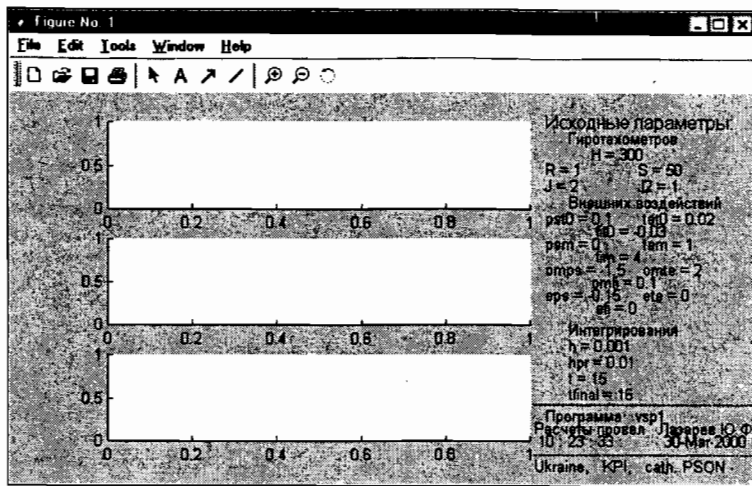 Figure No. 1
File Edit Tools Window Help
A
1
0.5
0
0 0.2 0.4 0.6 0.8 1
1
0.5
0
0 0.2 0.4 0.6 0.8 1
1
0.5
0
0 0.2 0.4 0.6 0.8 1
Исходные параметры:
Гиротахометров
H = 300
R = 1 S = 50
J = 2 J2 = 1
Внешних воздействий
pst0 = 0.1 tet0 = 0.02
fit0 = -0.03
psm = 0 tem = 1
fim = 4
omps = -1.5 omte = 2
omfi = 0.1
eps = -0.15 ete = 0
efi = 0
Интегрирования
h = 0.001
hpr = 0.01
t = 15
tfinal = 15
Программа vsp1
Расчеты провел Лазарев Ю.Ф
10 : 23 : 33 30-Mar-2000
Ukraine, KPI, cath. PSON